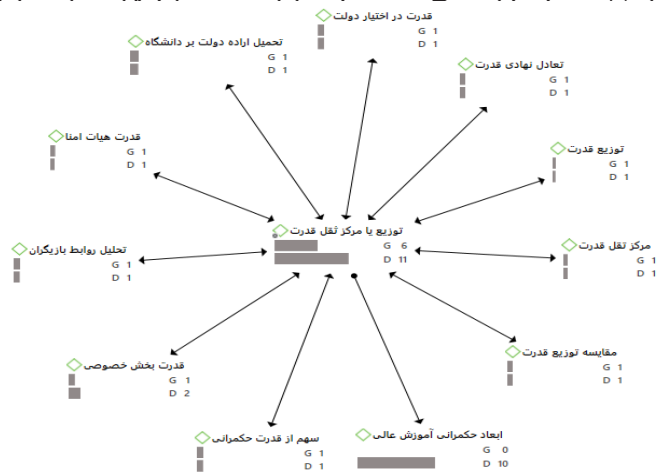 قدرت در اختیار دولت
G 1
D 1
تحمیل اراده دولت بر دانشگاه
G 1
D 1
تعادل نهادی قدرت
G 1
D 1
قدرت هیات امنا
G 1
D 1
توزیع قدرت
G 1
D 1
توزیع یا مرکز ثقل قدرت
G 6
D 11
مرکز ثقل قدرت
G 1
D 1
تحلیل روابط بازیگران
G 1
D 1
مقایسه توزیع قدرت
G 1
D 1
قدرت بخش خصوصی
G 1
D 2
ابعاد حکمرانی آموزش عالی
G 0
D 10
سهم از قدرت حکمرانی
G 1
D 1